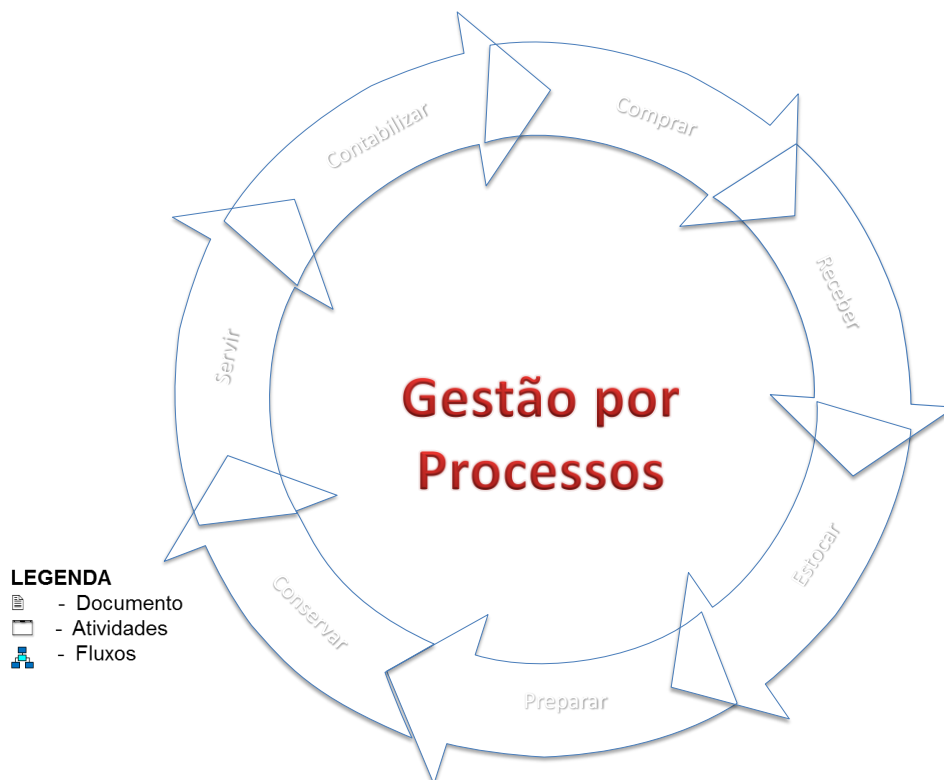 Contabilizar
Comprar
Receber
Servir
Gestão por
Processos
Estocar
Conservar
Preparar
LEGENDA
- Documento
- Atividades
- Fluxos